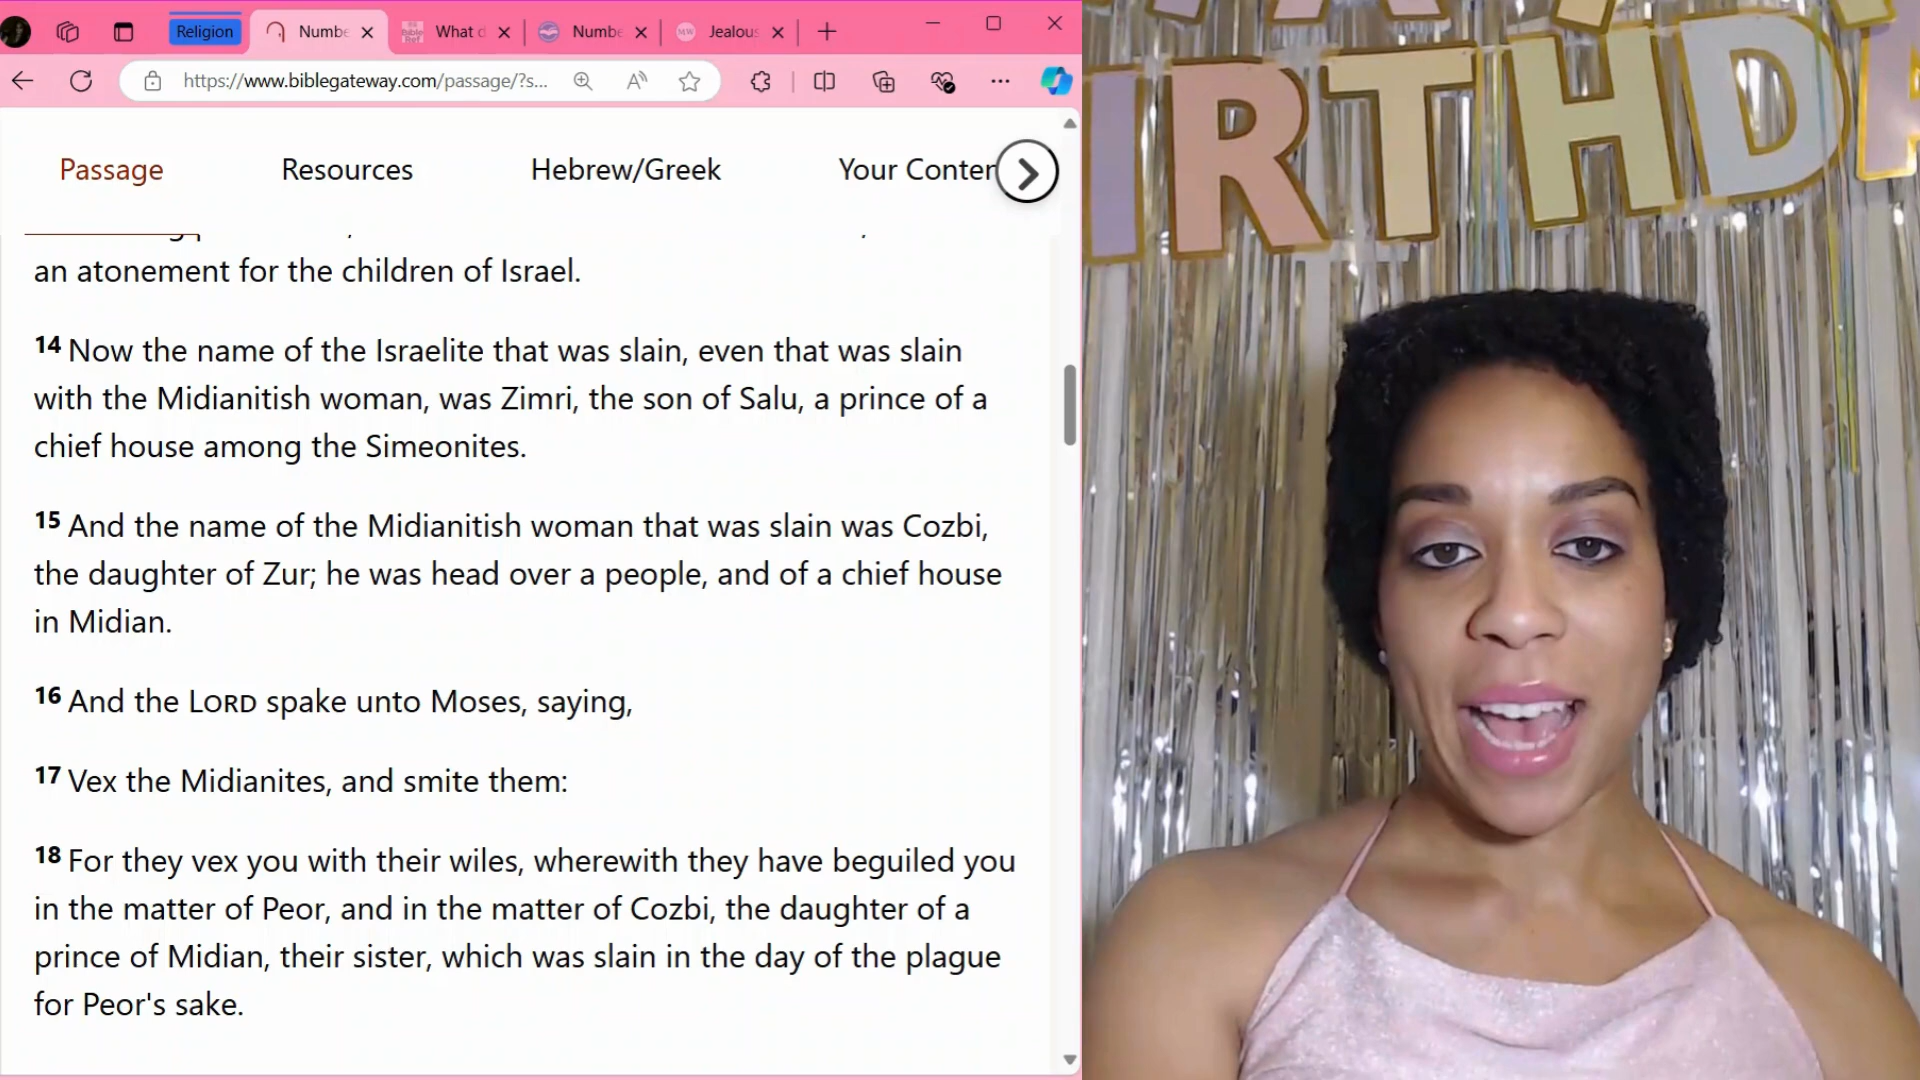 Religion
Numbe
What d
Numbe
MW
Jealous
https://www.biblegateway.com/passage/?s...
Passage
Resources
Hebrew/Greek
Your Conten
an atonement for the children of Israel.
14 Now the name of the Israelite that was slain, even that was slain
with the Midianitish woman, was Zimri, the son of Salu, a prince of a
chief house among the Simeonites.
15 And the name of the Midianitish woman that was slain was Cozbi,
the daughter of Zur; he was head over a people, and of a chief house
in Midian.
16 And the LORD spake unto Moses, saying,
17 Vex the Midianites, and smite them:
18 For they vex you with their wiles, wherewith they have beguiled you
in the matter of Peor, and in the matter of Cozbi, the daughter of a
prince of Midian, their sister, which was slain in the day of the plague
for Peor's sake.
IRTHD